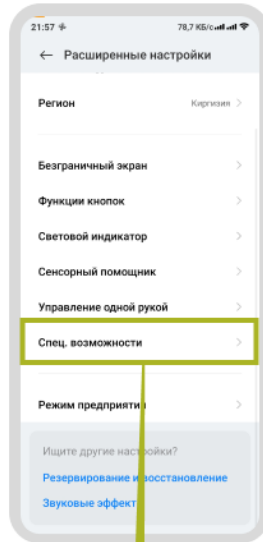 21:57
78,7 КБ/с
← Расширенные настройки
Регион
Киргизия >
Безграничный экран >
Функции кнопок >
Световой индикатор >
Сенсорный помощник >
Управление одной рукой >
Спец. возможности >
Режим предприятия >
Ищите другие настройки?
Резервирование и восстановление
Звуковые эффекты